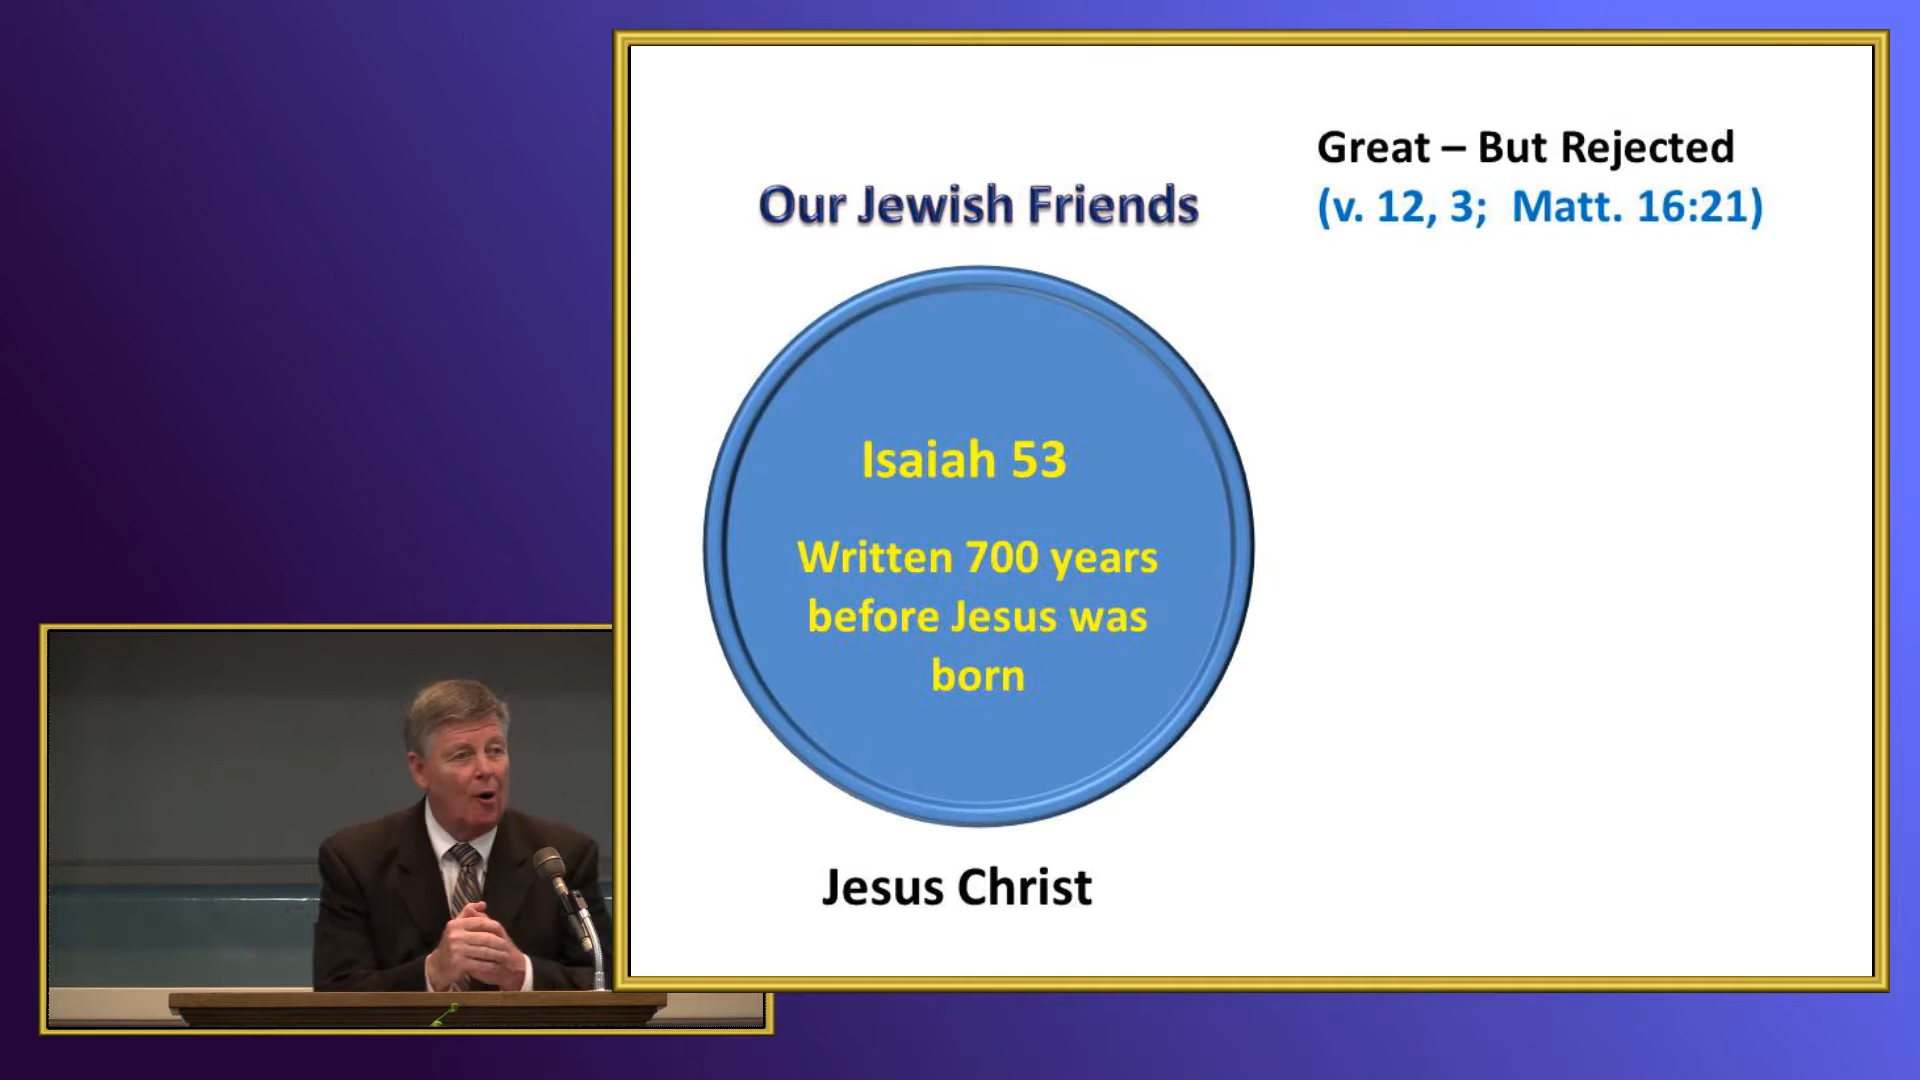 Our Jewish Friends
Great – But Rejected
(v. 12, 3; Matt. 16:21)
Isaiah 53
Written 700 years
before Jesus was
born
Jesus Christ